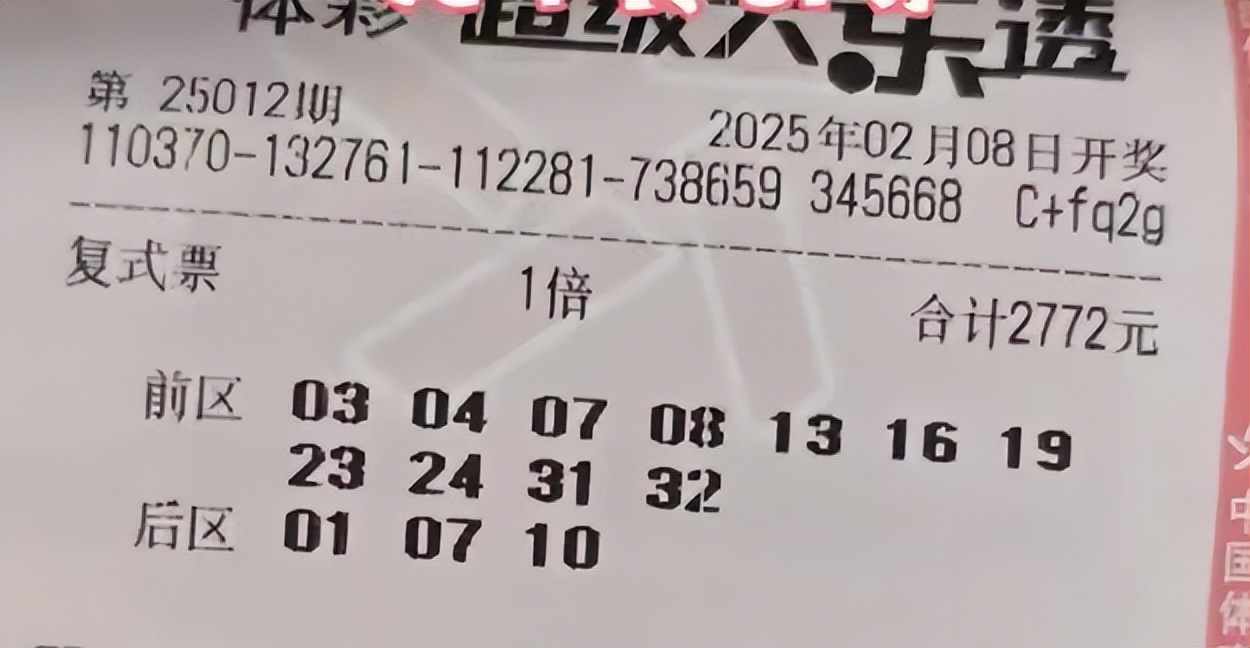 体彩 超级大乐透
第 25012期
2025年02月08日开奖
110370-132761-112281-738659 345668 C+fq2g
复式票 1倍 合计2772元
前区 03 04 07 08 13 16 19
23 24 31 32
后区 01 07 10
中国体